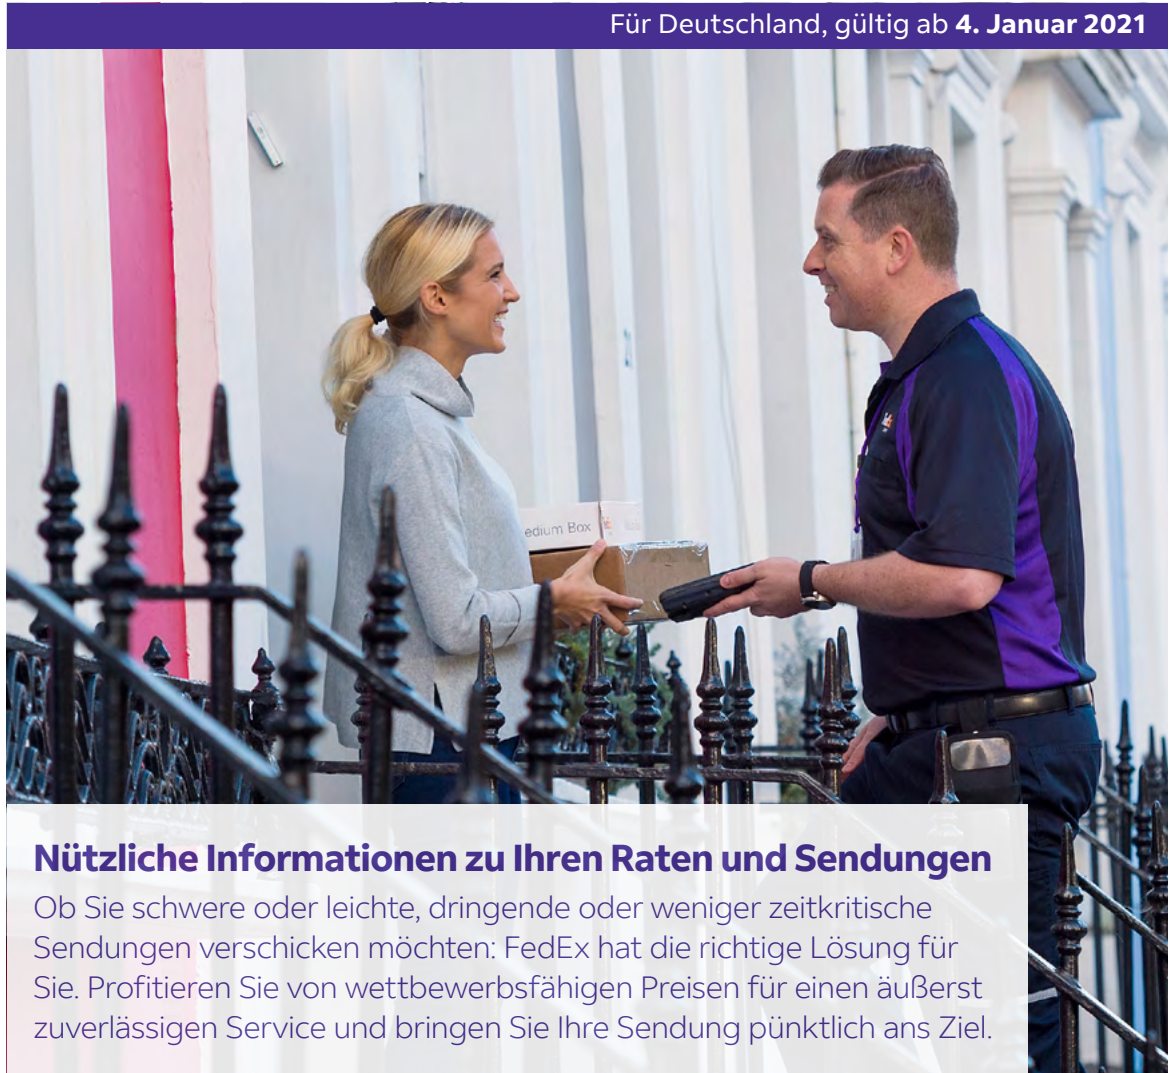 Für Deutschland, gültig ab 4. Januar 2021
edium Box
Nützliche Informationen zu Ihren Raten und Sendungen
Ob Sie schwere oder leichte, dringende oder weniger zeitkritische
Sendungen verschicken möchten: FedEx hat die richtige Lösung für
Sie. Profitieren Sie von wettbewerbsfähigen Preisen für einen äußerst
zuverlässigen Service und bringen Sie Ihre Sendung pünktlich ans Ziel.